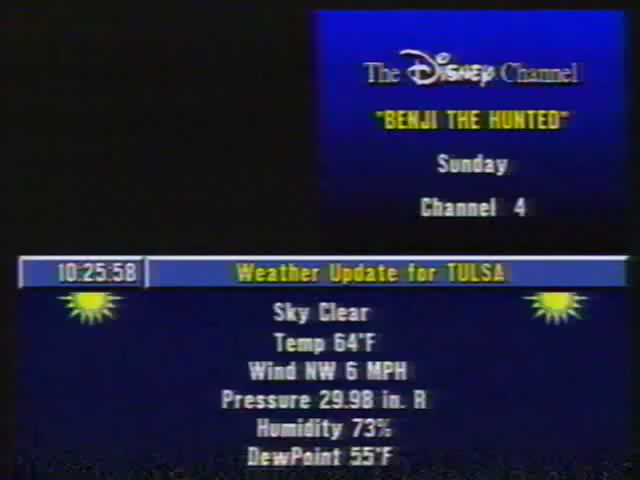 The Disney Channel
"BENJI THE HUNTED"
Sunday
Channel 4
10:25:58 Weather Update for TULSA
Sky Clear
Temp 64°F
Wind NW 6 MPH
Pressure 29.98 in. R
Humidity 73%
DewPoint 55°F